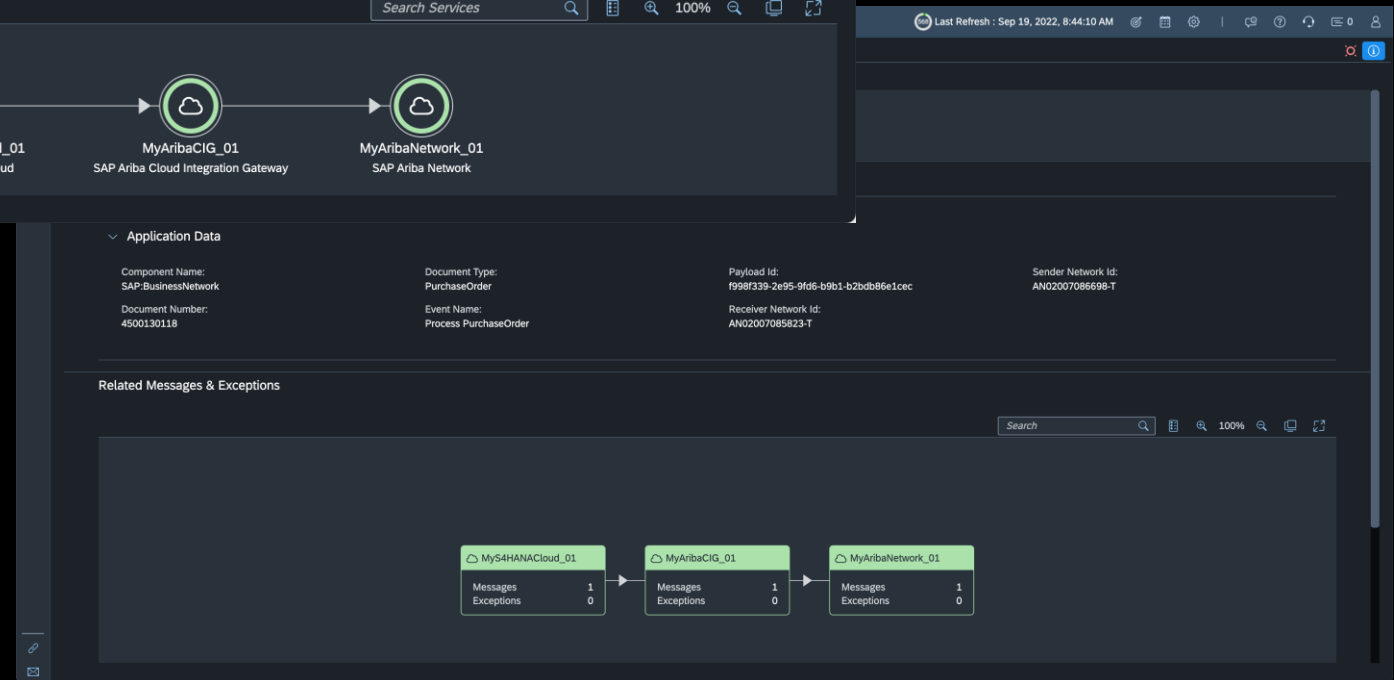 Search Services
100%
Last Refresh : Sep 19, 2022, 8:44:10 AM
0
_01
MyAribaCIG_01
MyAribaNetwork_01
ud
SAP Ariba Cloud Integration Gateway
SAP Ariba Network
Application Data
Component Name:
Document Type:
Payload Id:
Sender Network Id:
SAP:BusinessNetwork
PurchaseOrder
f998f339-2e95-9fd6-b9b1-b2bdb86e1cec
AN02007086698-T
Document Number:
Event Name:
Receiver Network Id:
4500130118
Process PurchaseOrder
AN02007085823-T
Related Messages & Exceptions
Search
100%
MyS4HANACloud_01
MyAribaCIG_01
MyAribaNetwork_01
Messages 1
Messages 1
Messages 1
Exceptions 0
Exceptions 0
Exceptions 0